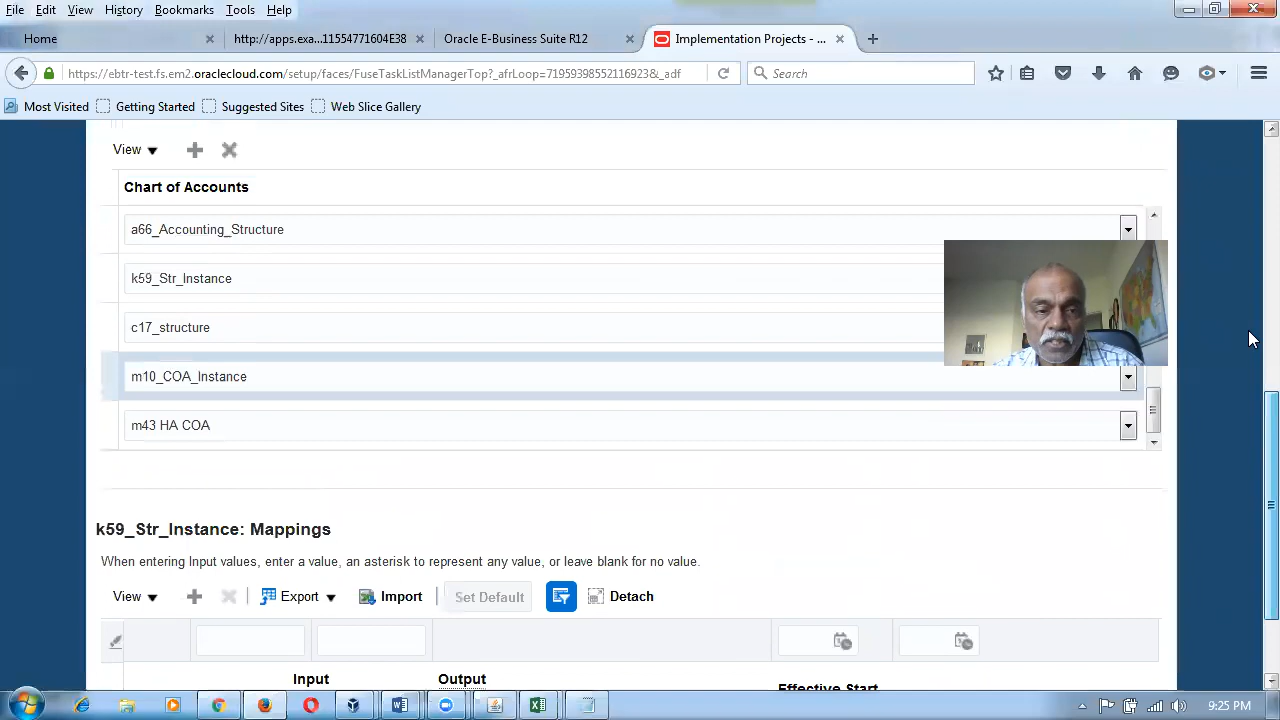 File Edit View History Bookmarks Tools Help
Home http://apps.exa...11554771604E38 Oracle E-Business Suite R12 Implementation Projects - ...
https://ebtr-test.fs.em2.oraclecloud.com/setup/faces/FuseTaskListManagerTop?_afrLoop=71959398552116923&_adf Search
Most Visited Getting Started Suggested Sites Web Slice Gallery
View
Chart of Accounts
a66_Accounting_Structure
k59_Str_Instance
c17_structure
m10_COA_Instance
m43 HA COA
k59_Str_Instance: Mappings
When entering Input values, enter a value, an asterisk to represent any value, or leave blank for no value.
View Export Import Set Default Detach
Input Output Effective Start
9:25 PM